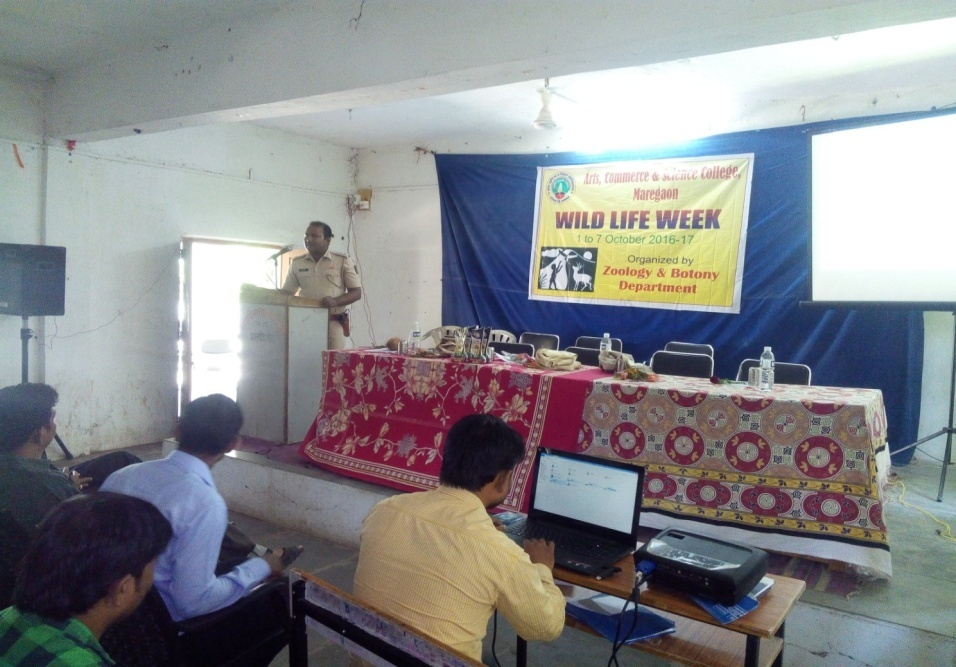 Arts, Commerce & Science College,
Maregaon
WILD LIFE WEEK
1 to 7 October 2016-17
Organized by
Zoology & Botony
Department